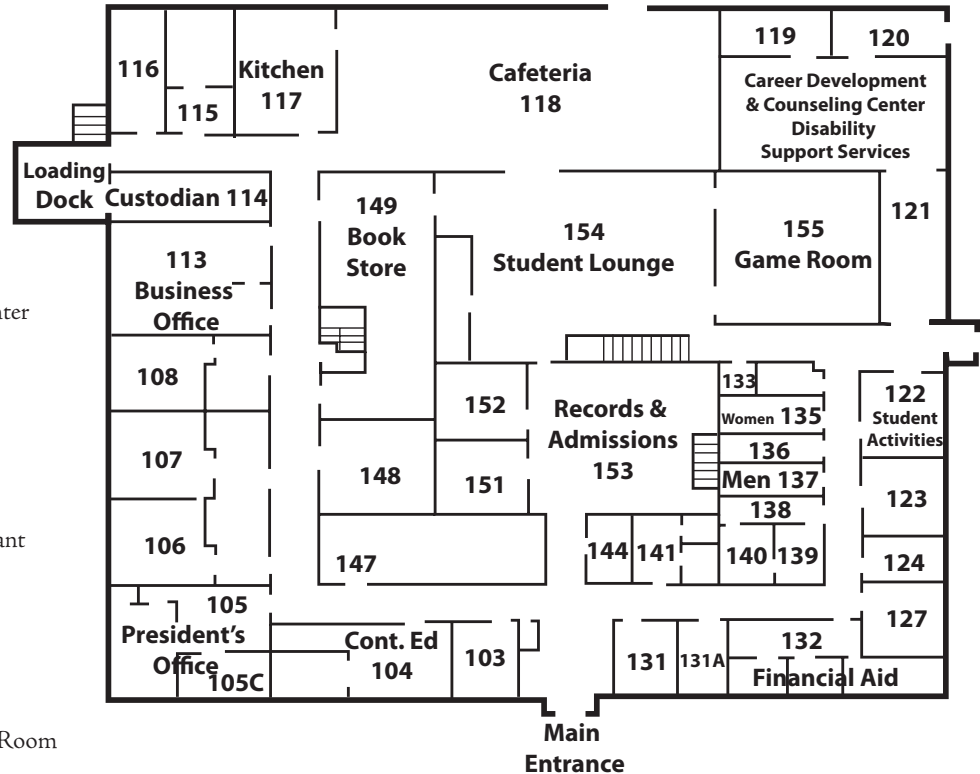 119
120
116
Kitchen
117
115
Cafeteria
118
Career Development
& Counseling Center
Disability
Support Services
Loading
Dock
Custodian 114
149
Book
Store
154
Student Lounge
155
Game Room
121
113
Business
Office
nter
108
133
122
Student
Activities
152
Records &
Admissions
153
Women 135
136
Men 137
138
107
148
151
123
106
147
144
141
140
139
124
ant
105
President's
Office
105C
Cont. Ed
104
103
131
131A
132
Financial Aid
127
Room
Main
Entrance